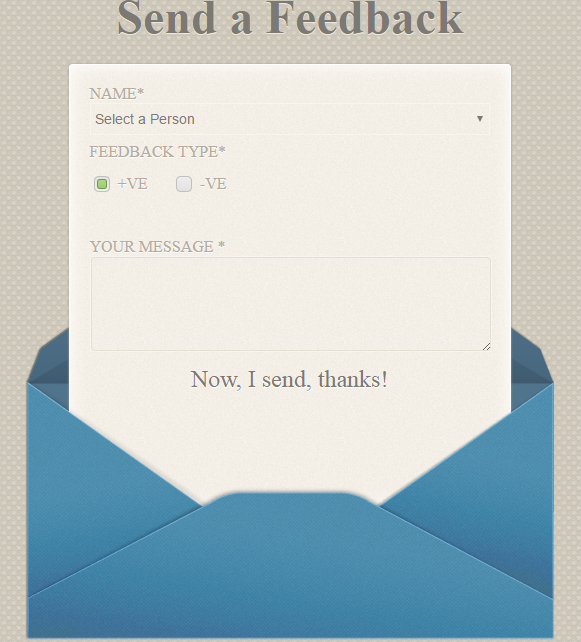 Send a Feedback
NAME*
Select a Person
FEEDBACK TYPE*
+VE -VE
YOUR MESSAGE *
Now, I send, thanks!